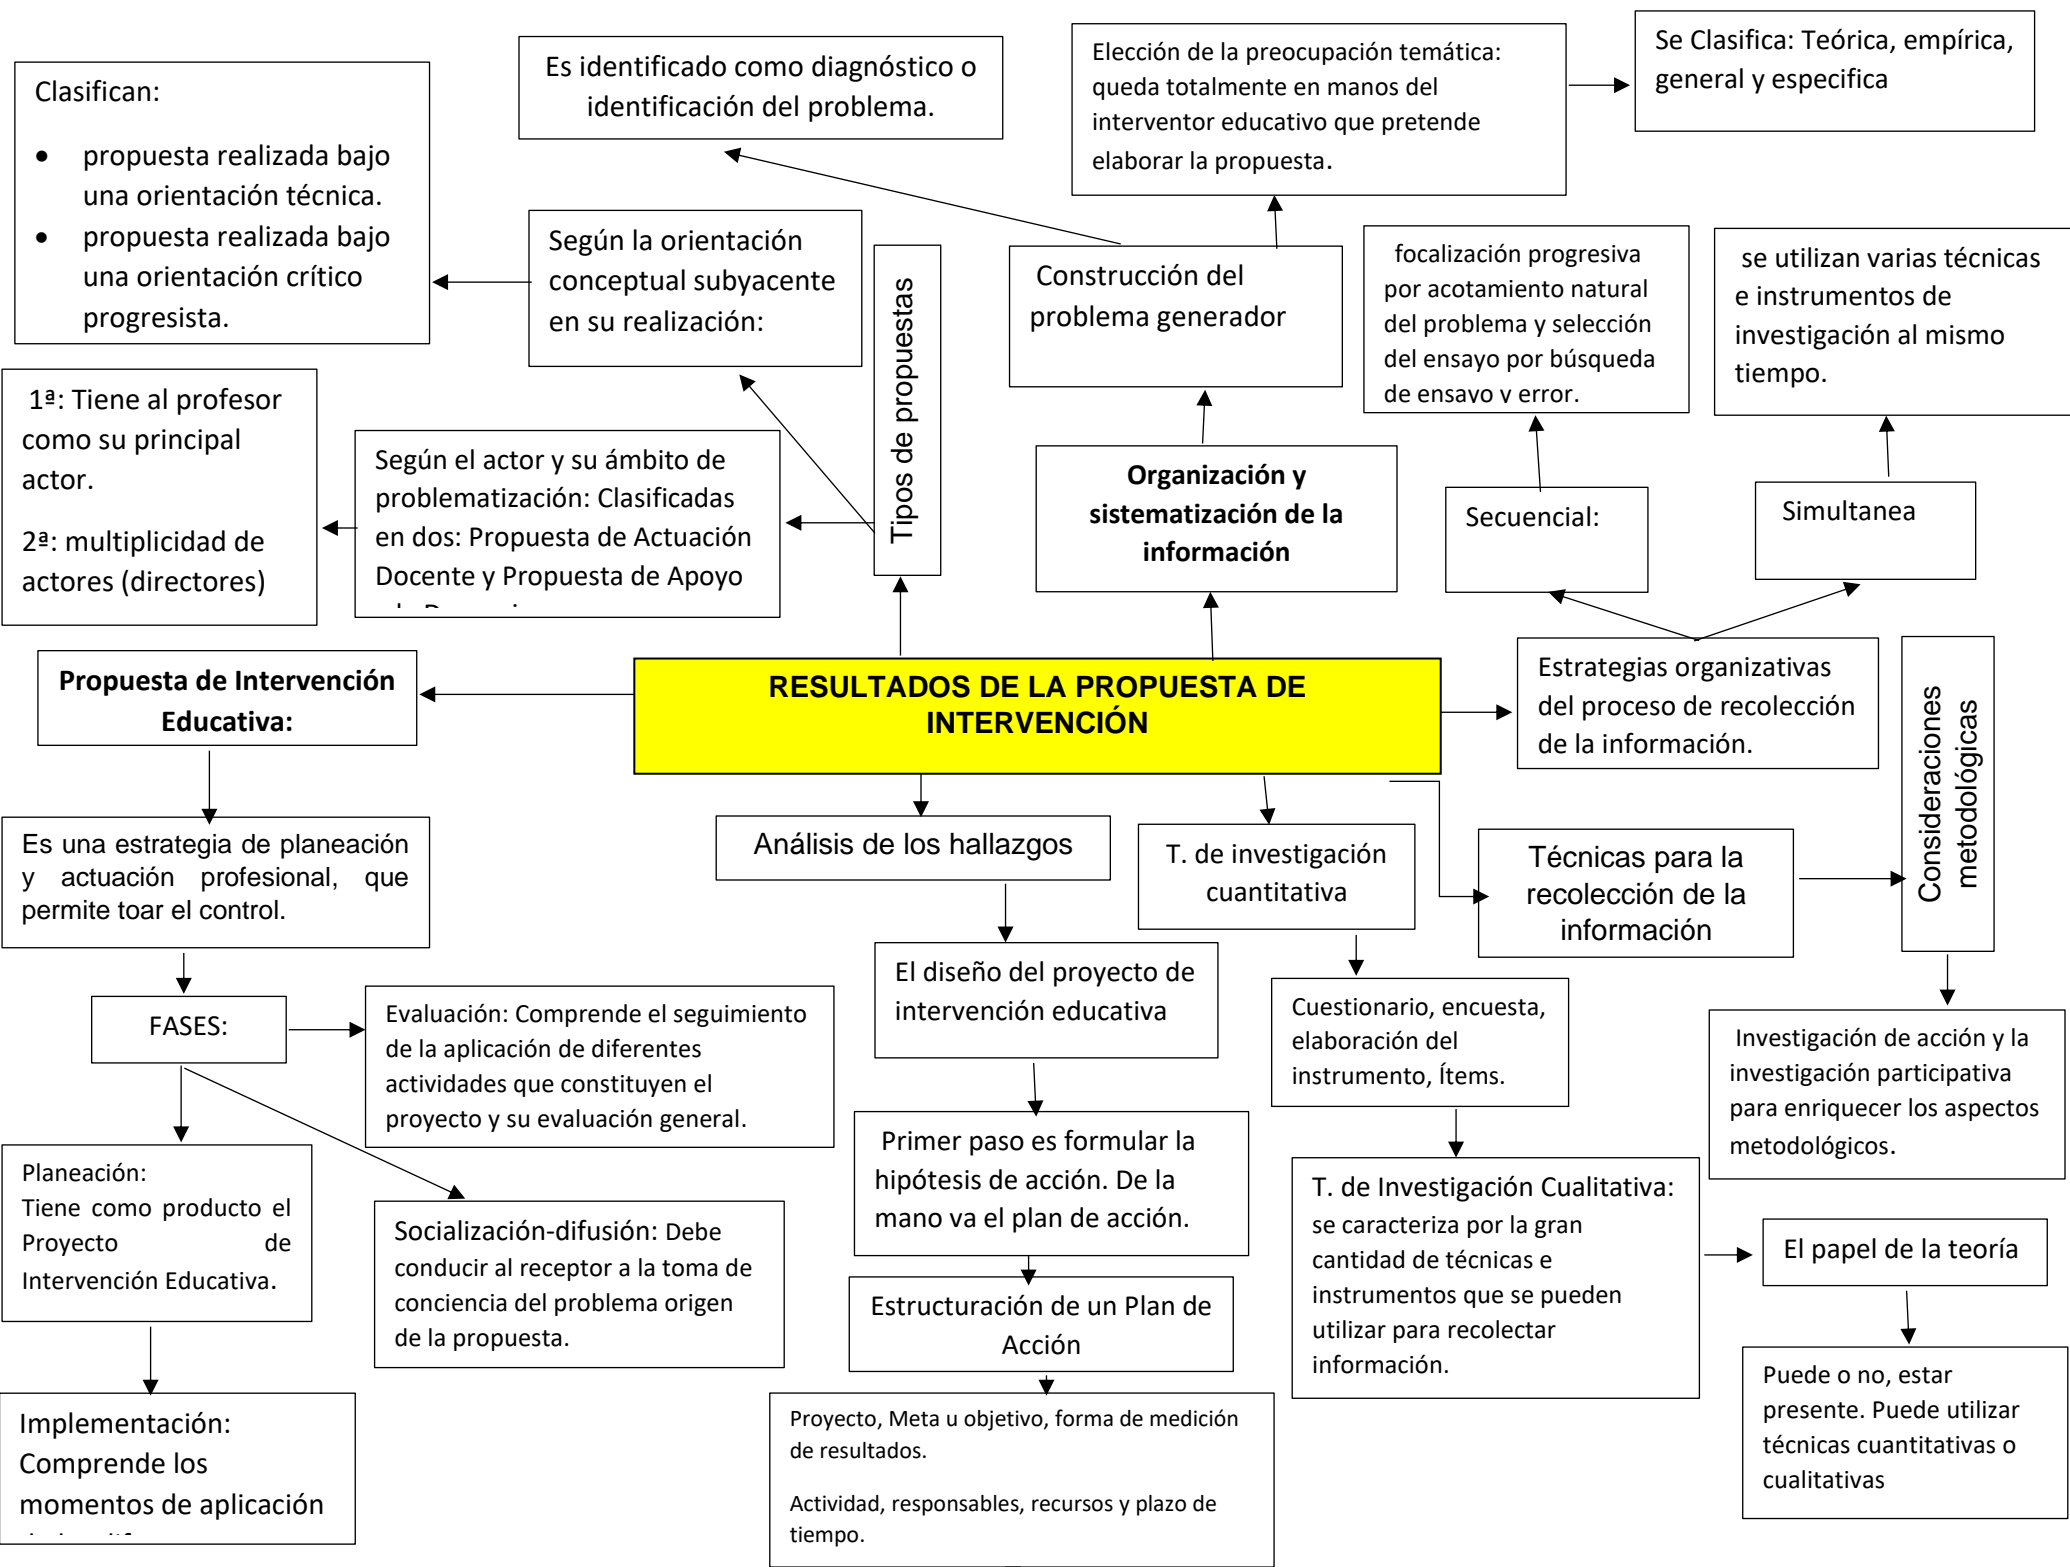 Clasifican:
• propuesta realizada bajo
una orientación técnica.
• propuesta realizada bajo
una orientación crítico
progresista.
Es identificado como diagnóstico o
identificación del problema.
Elección de la preocupación temática:
queda totalmente en manos del
interventor educativo que pretende
elaborar la propuesta.
Se Clasifica: Teórica, empírica,
general y especifica
Según la orientación
conceptual subyacente
en su realización:
Tipos de propuestas
Construcción del
problema generador
focalización progresiva
por acotamiento natural
del problema y selección
del ensayo por búsqueda
de ensayo y error.
se utilizan varias técnicas
e instrumentos de
investigación al mismo
tiempo.
1ª: Tiene al profesor
como su principal
actor.
2ª: multiplicidad de
actores (directores)
Según el actor y su ámbito de
problematización: Clasificadas
en dos: Propuesta de Actuación
Docente y Propuesta de Apoyo
Organización y
sistematización de la
información
Secuencial:
Simultanea
Propuesta de Intervención
Educativa:
RESULTADOS DE LA PROPUESTA DE
INTERVENCIÓN
Estrategias organizativas
del proceso de recolección
de la información.
Consideraciones
metodológicas
Es una estrategia de planeación
y actuación profesional, que
permite toar el control.
Análisis de los hallazgos
T. de investigación
cuantitativa
Técnicas para la
recolección de la
información
FASES:
Evaluación: Comprende el seguimiento
de la aplicación de diferentes
actividades que constituyen el
proyecto y su evaluación general.
El diseño del proyecto de
intervención educativa
Cuestionario, encuesta,
elaboración del
instrumento, Ítems.
Investigación de acción y la
investigación participativa
para enriquecer los aspectos
metodológicos.
Planeación:
Tiene como producto el
Proyecto de
Intervención Educativa.
Socialización-difusión: Debe
conducir al receptor a la toma de
conciencia del problema origen
de la propuesta.
Primer paso es formular la
hipótesis de acción. De la
mano va el plan de acción.
T. de Investigación Cualitativa:
se caracteriza por la gran
cantidad de técnicas e
instrumentos que se pueden
utilizar para recolectar
información.
El papel de la teoría
Estructuración de un Plan de
Acción
Implementación:
Comprende los
momentos de aplicación
Proyecto, Meta u objetivo, forma de medición
de resultados.
Actividad, responsables, recursos y plazo de
tiempo.
Puede o no, estar
presente. Puede utilizar
técnicas cuantitativas o
cualitativas